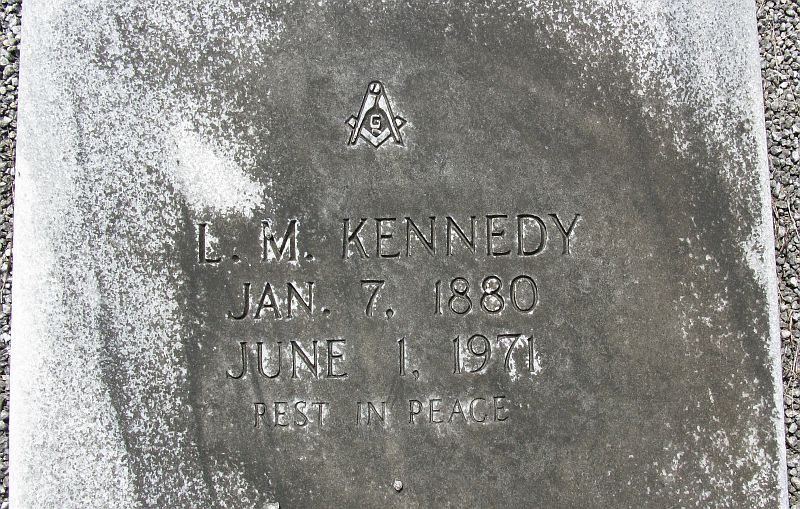 G
L. M. KENNEDY
JAN. 7, 1880
JUNE 1, 1971
REST IN PEACE